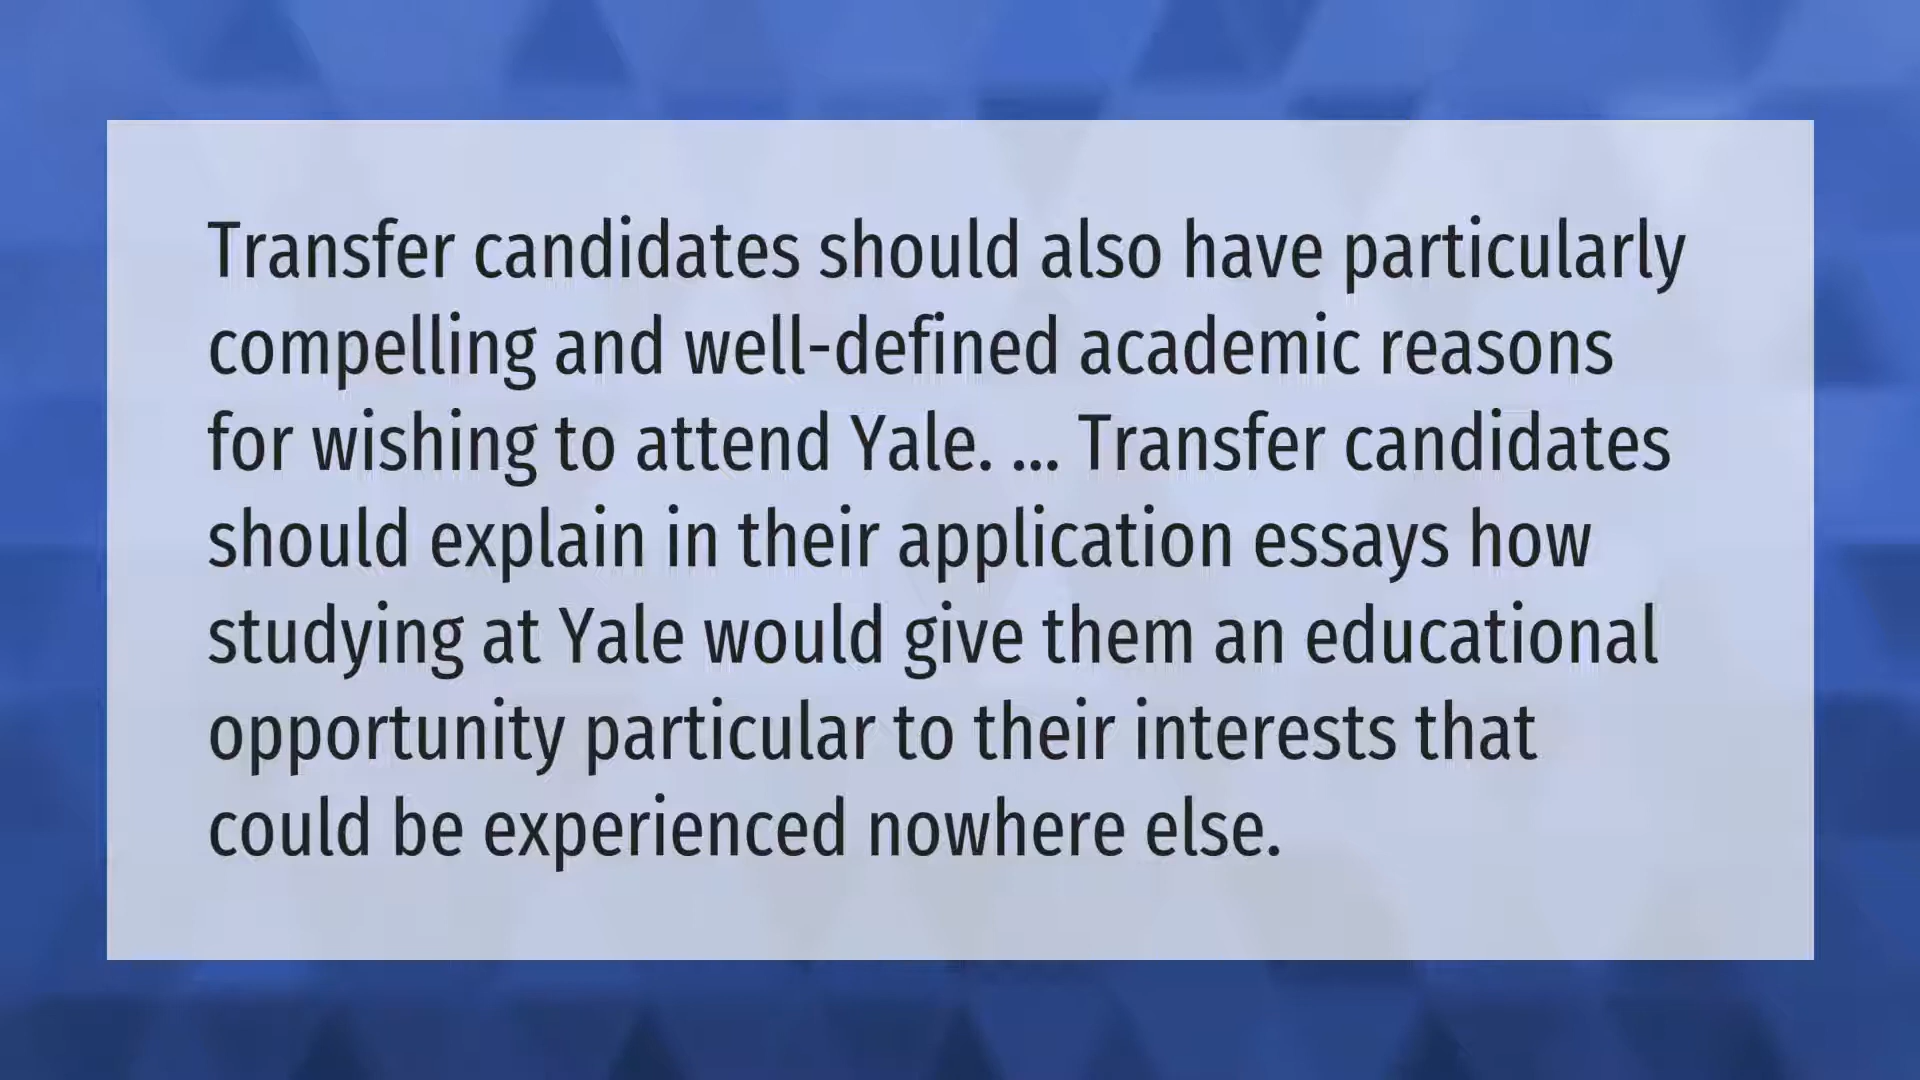 Transfer candidates should also have particularly
compelling and well-defined academic reasons
for wishing to attend Yale. ... Transfer candidates
should explain in their application essays how
studying at Yale would give them an educational
opportunity particular to their interests that
could be experienced nowhere else.